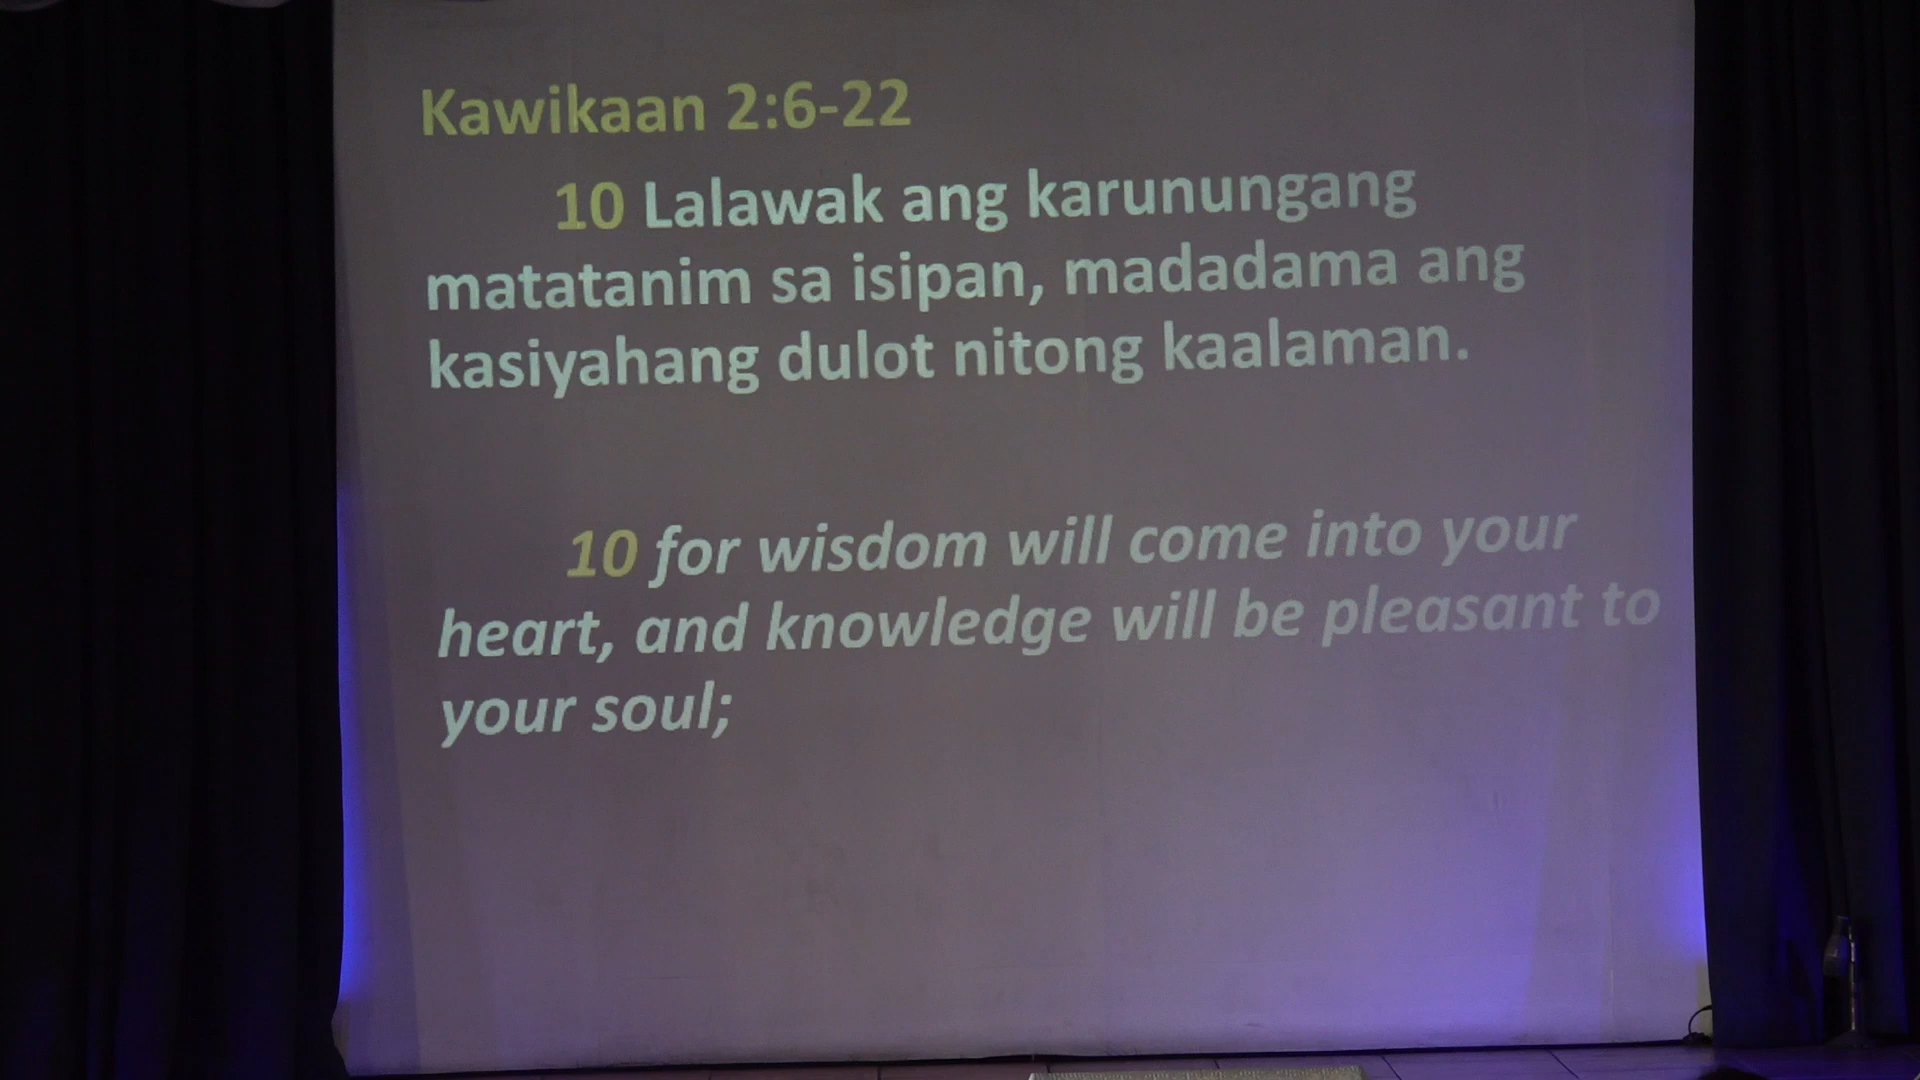 Kawikaan 2:6-22
10 Lalawak ang karunungang
matatanim sa isipan, madadama ang
kasiyahang dulot nitong kaalaman.
10 for wisdom will come into your
heart, and knowledge will be pleasant to
your soul;